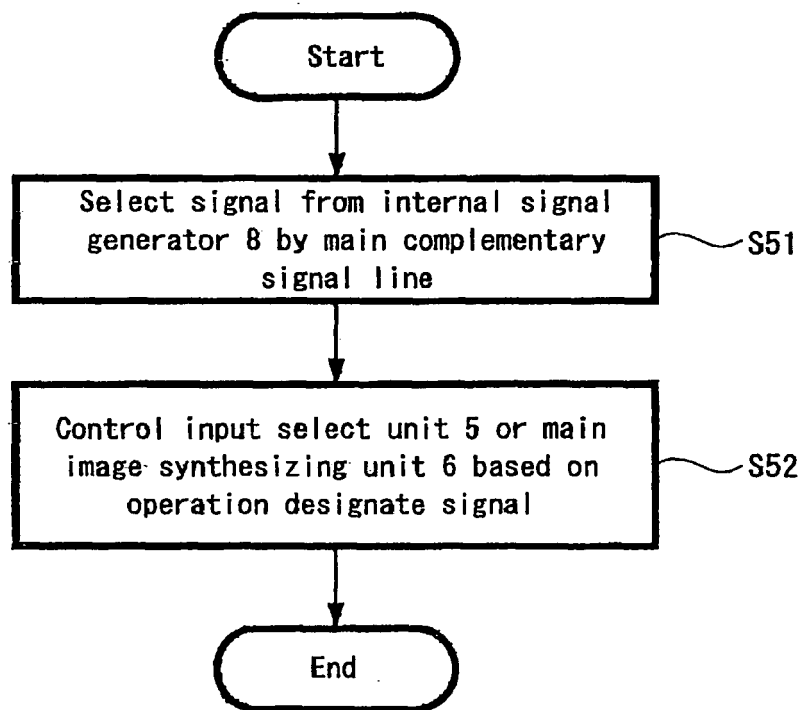 Start
Select signal from internal signal
generator 8 by main complementary
signal line
S51
Control input select unit 5 or main
image synthesizing unit 6 based on
operation designate signal
S52
End